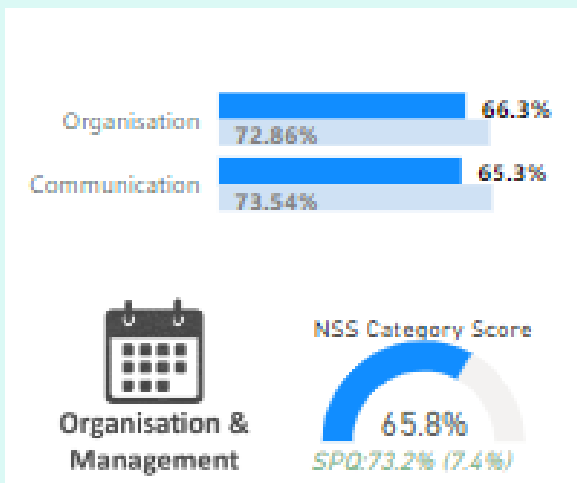 Organisation 66.3%
72.86%
Communication 65.3%
73.54%
NSS Category Score
65.8%
SPQ:73.2% (7.4%)
Organisation &
Management